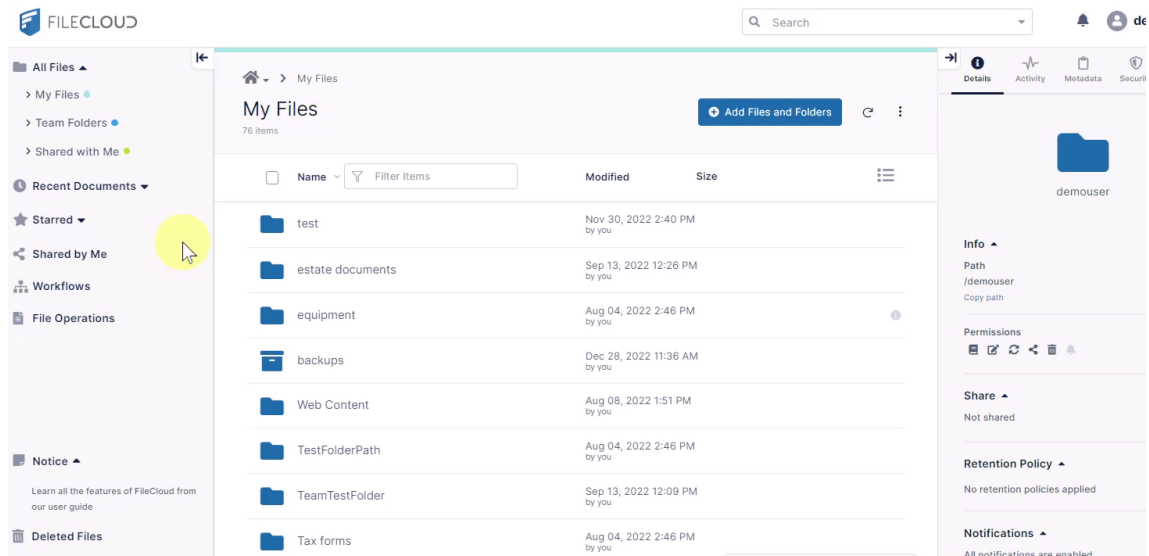 FILECLOUD
Search
de
All Files
My Files
Team Folders
Shared with Me
Recent Documents
Starred
Shared by Me
Workflows
File Operations
Notice
Learn all the features of FileCloud from
our user guide
Deleted Files
My Files
My Files
76 items
Add Files and Folders
Name
Filter Items
Modified
Size
test
Nov 30, 2022 2:40 PM
by you
estate documents
Sep 13, 2022 12:26 PM
by you
equipment
Aug 04, 2022 2:46 PM
by you
backups
Dec 28, 2022 11:36 AM
by you
Web Content
Aug 08, 2022 1:51 PM
by you
TestFolderPath
Aug 04, 2022 2:46 PM
by you
TeamTestFolder
Sep 13, 2022 12:09 PM
by you
Tax forms
Aug 04, 2022 2:46 PM
by you
Details
Activity
Metadata
Securit
demouser
Info
Path
/demouser
Copy path
Permissions
Share
Not shared
Retention Policy
No retention policies applied
Notifications
All notifications are enabled